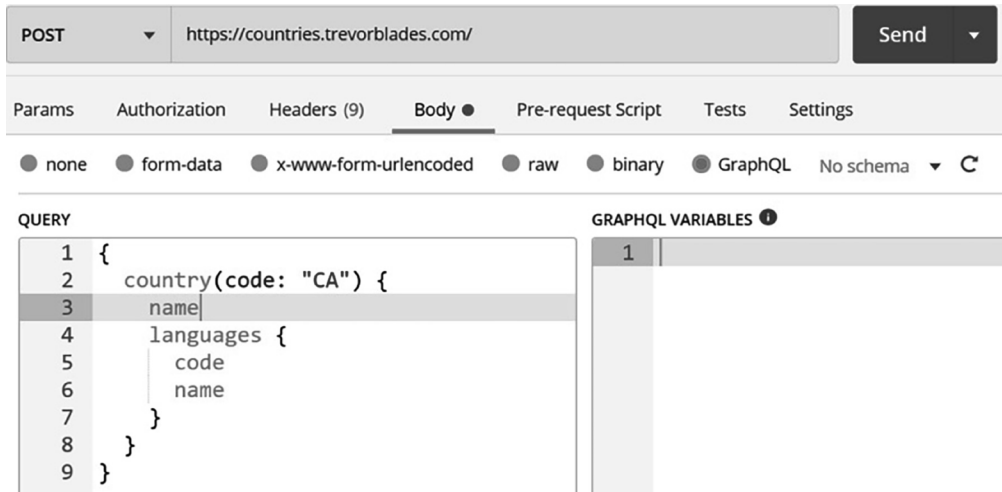 POST https://countries.trevorblades.com/ Send
Params Authorization Headers (9) Body Pre-request Script Tests Settings
none form-data x-www-form-urlencoded raw binary GraphQL No schema
QUERY GRAPHQL VARIABLES
1 { 1
2 country(code: "CA") {
3 name
4 languages {
5 code
6 name
7 }
8 }
9 }